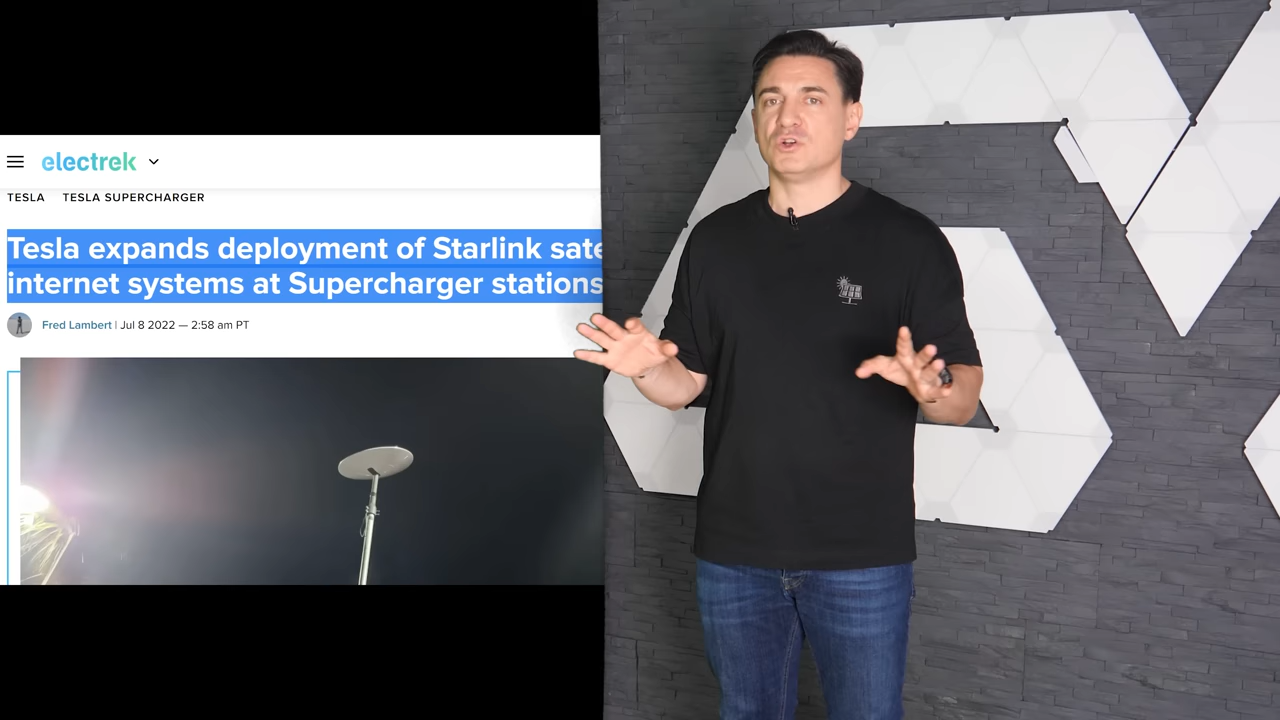 electrek
TESLA TESLA SUPERCHARGER
Tesla expands deployment of Starlink sate
internet systems at Supercharger stations
Fred Lambert | Jul 8 2022 — 2:58 am PT